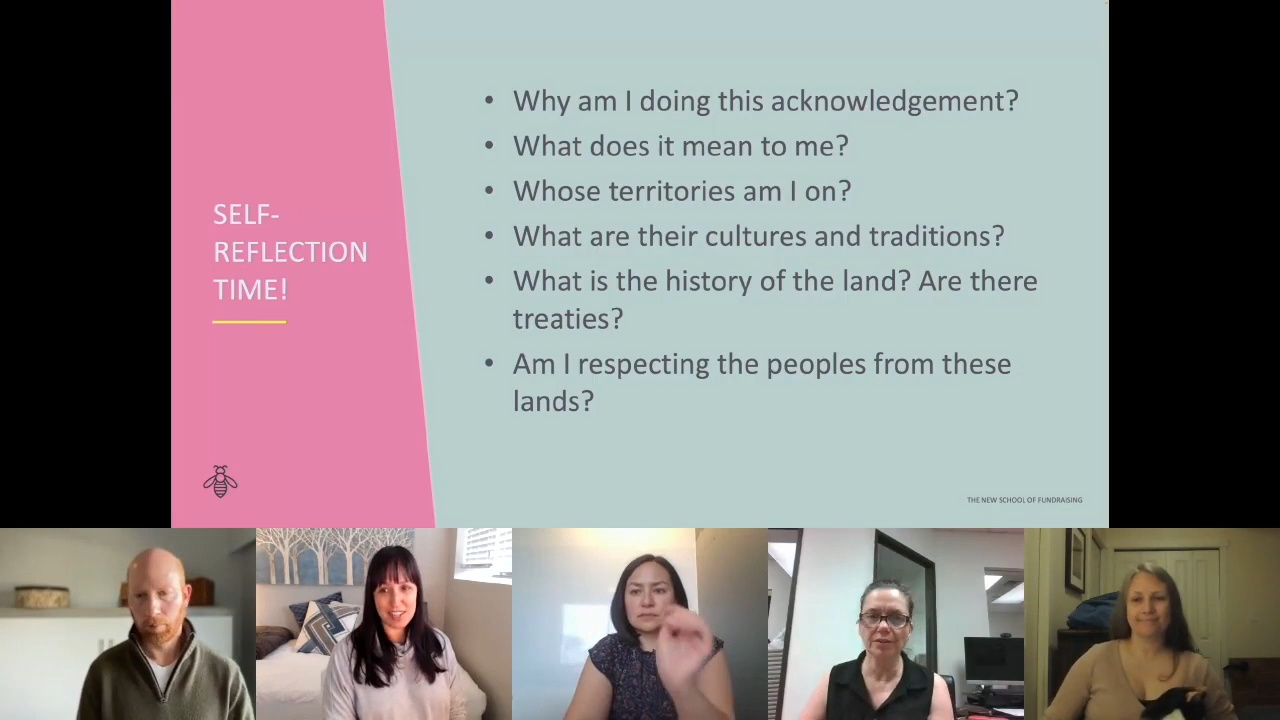 SELF-
REFLECTION
TIME!
• Why am I doing this acknowledgement?
• What does it mean to me?
• Whose territories am I on?
• What are their cultures and traditions?
• What is the history of the land? Are there
treaties?
• Am I respecting the peoples from these
lands?
THE NEW SCHOOL OF FUNDRAISING